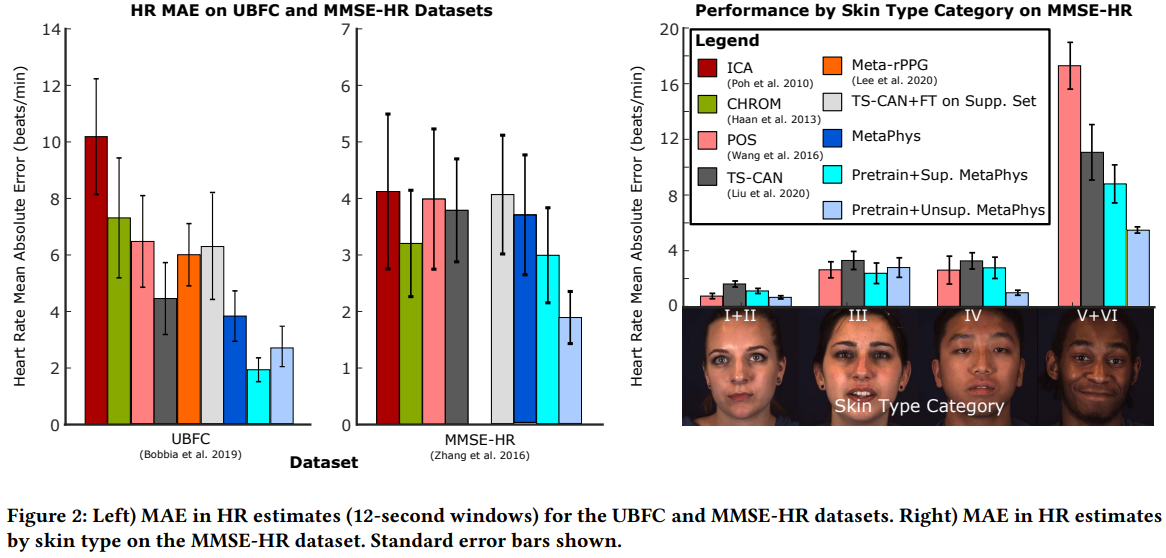 HR MAE on UBFC and MMSE-HR Datasets
Heart Rate Mean Absolute Error (beats/min)
14
12
10
8
6
4
2
0
UBFC
(Bobbia et al. 2019)
7
6
5
4
3
2
1
0
MMSE-HR
(Zhang et al. 2016)
Dataset
Performance by Skin Type Category on MMSE-HR
Heart Rate Mean Absolute Error (beats/min)
20
16
12
8
4
0
Legend
ICA
(Poh et al. 2010)
CHROM
(Haan et al. 2013)
POS
(Wang et al. 2016)
TS-CAN
(Liu et al. 2020)
Meta-rPPG
(Lee et al. 2020)
TS-CAN+FT on Supp. Set
MetaPhys
Pretrain+Sup. MetaPhys
Pretrain+Unsup. MetaPhys
I+II
III
IV
V+VI
Skin Type Category
Figure 2: Left) MAE in HR estimates (12-second windows) for the UBFC and MMSE-HR datasets. Right) MAE in HR estimates
by skin type on the MMSE-HR dataset. Standard error bars shown.